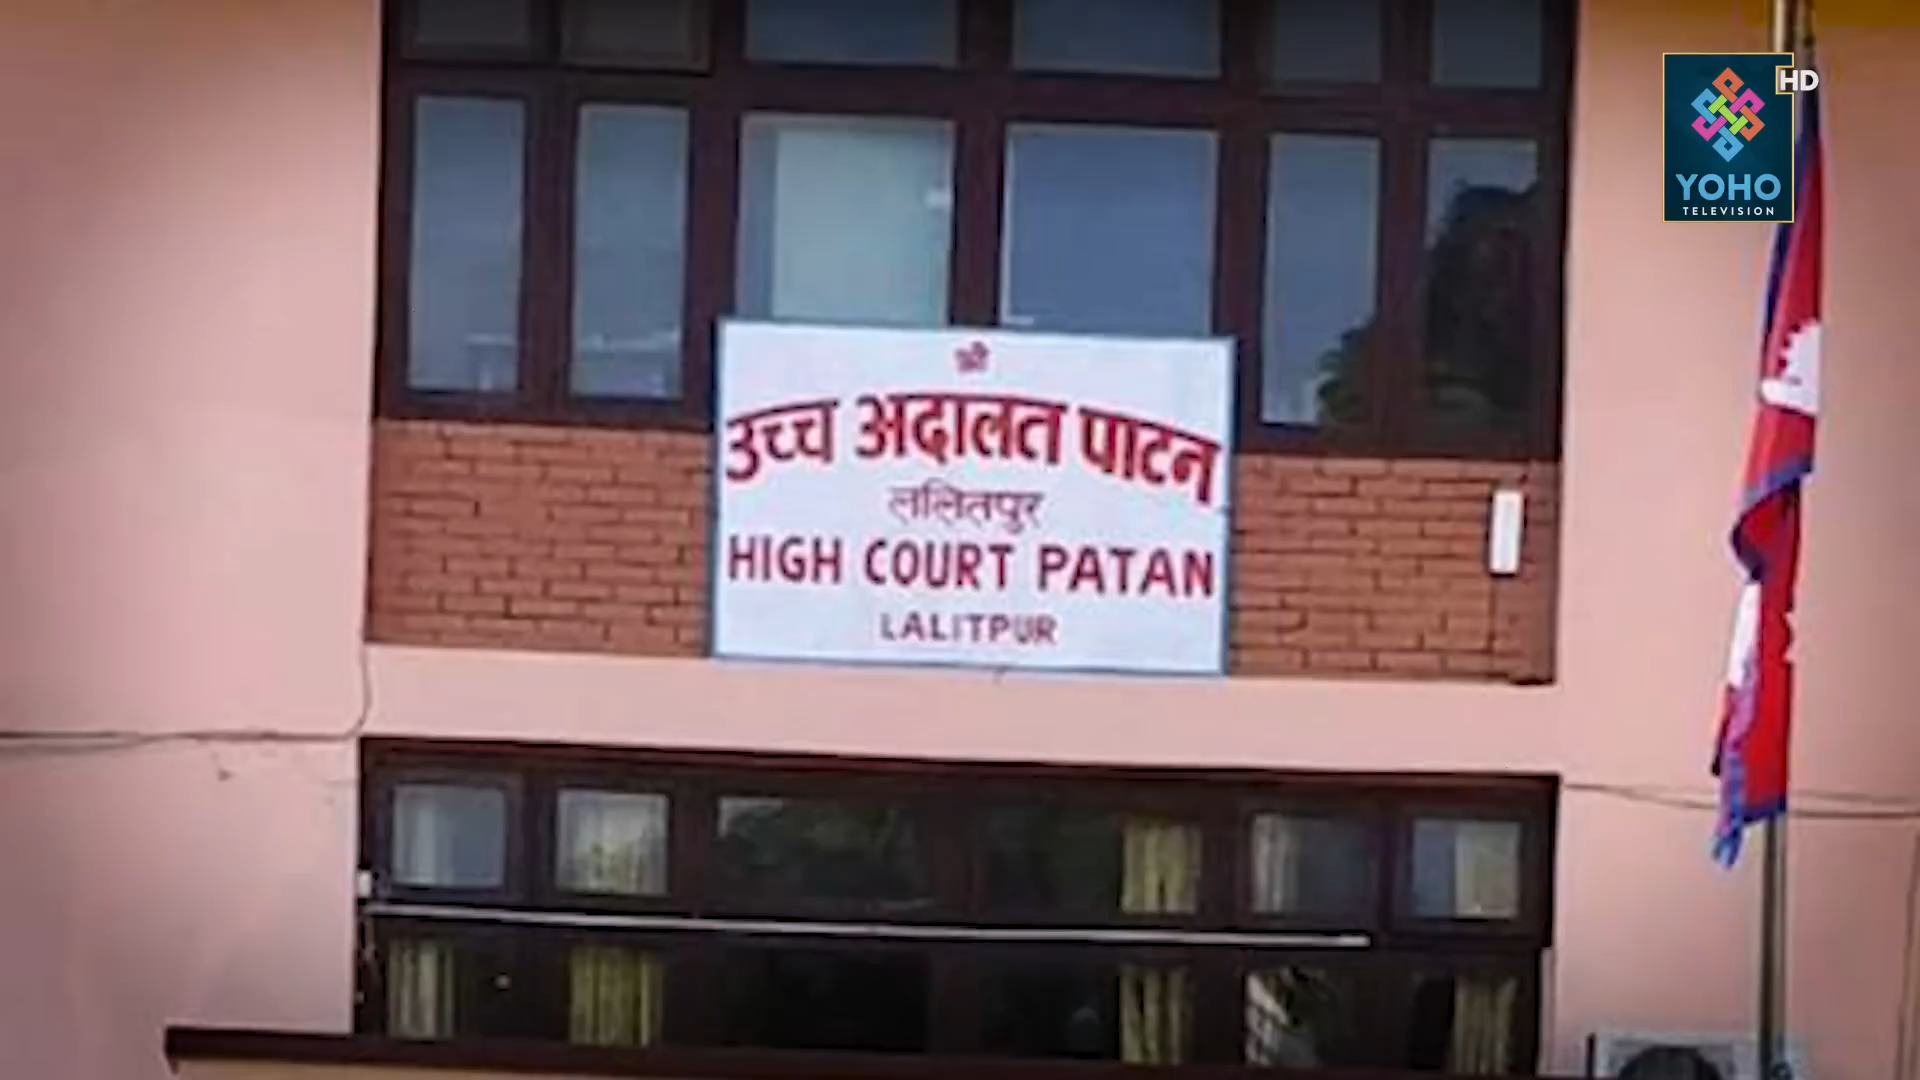 HD
YOHO
TELEVISION
श्री
उच्च अदालत पाटन
ललितपुर
HIGH COURT PATAN
LALITPUR